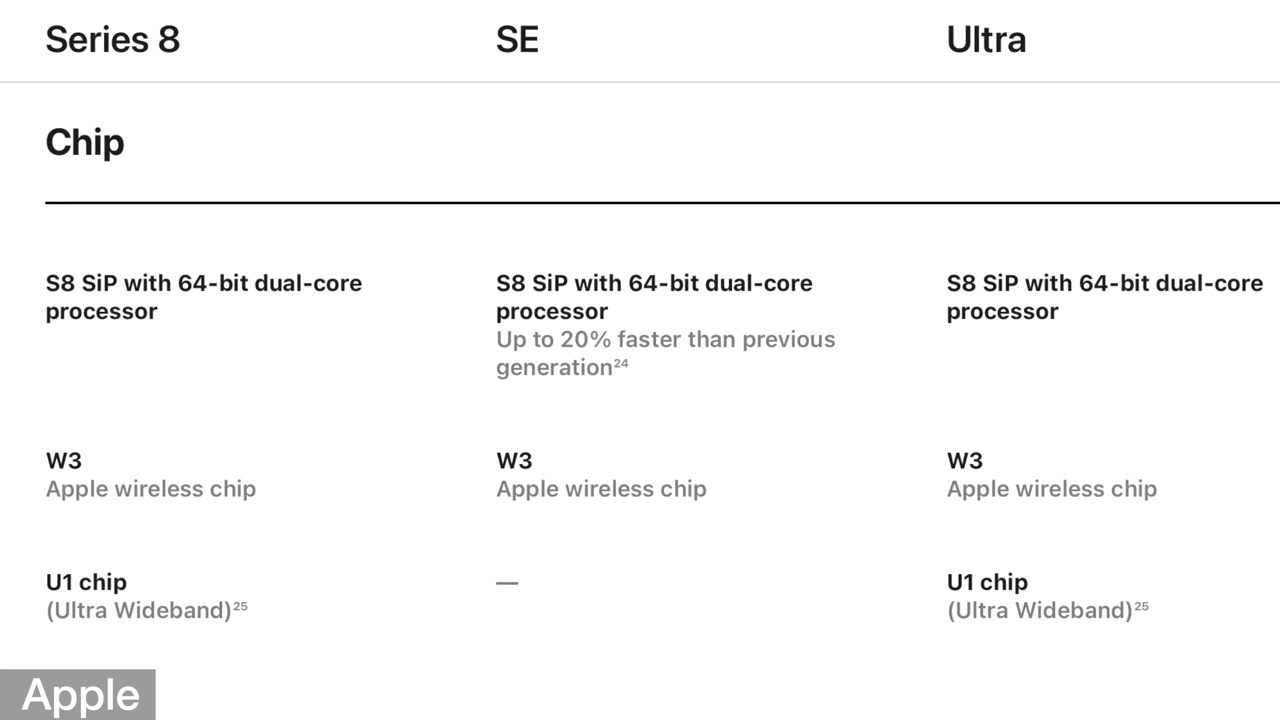 Series 8
SE
Ultra
Chip
S8 SiP with 64-bit dual-core
processor
S8 SiP with 64-bit dual-core
processor
Up to 20% faster than previous
generation²⁴
S8 SiP with 64-bit dual-core
processor
W3
Apple wireless chip
W3
Apple wireless chip
W3
Apple wireless chip
U1 chip
(Ultra Wideband)²⁵
—
U1 chip
(Ultra Wideband)²⁵
Apple